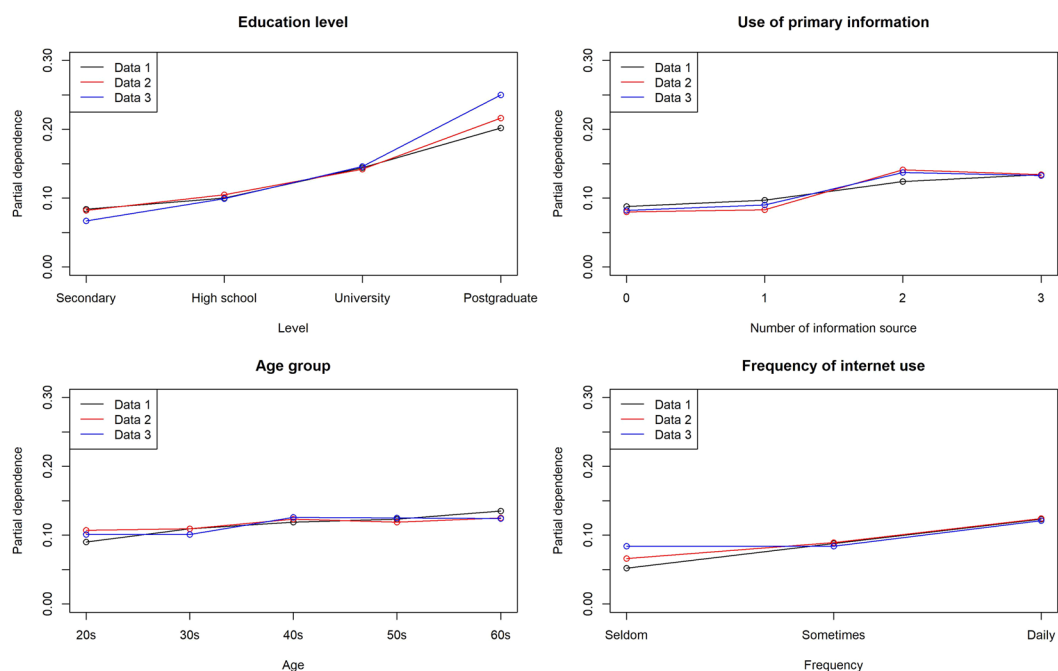 Education level
Partial dependence
0.00 0.10 0.20 0.30
Data 1
Data 2
Data 3
Secondary High school University Postgraduate
Level
Use of primary information
Partial dependence
0.00 0.10 0.20 0.30
Data 1
Data 2
Data 3
0 1 2 3
Number of information source
Age group
Partial dependence
0.00 0.10 0.20 0.30
Data 1
Data 2
Data 3
20s 30s 40s 50s 60s
Age
Frequency of internet use
Partial dependence
0.00 0.10 0.20 0.30
Data 1
Data 2
Data 3
Seldom Sometimes Daily
Frequency